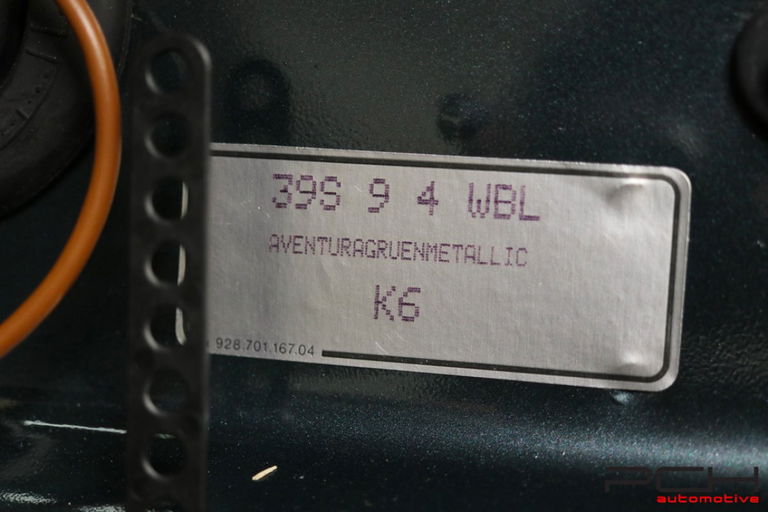 39S 9 4 WBL
AVENTURAGRUENMETALLIC
K6
928.701.167.04
PCH
automotive